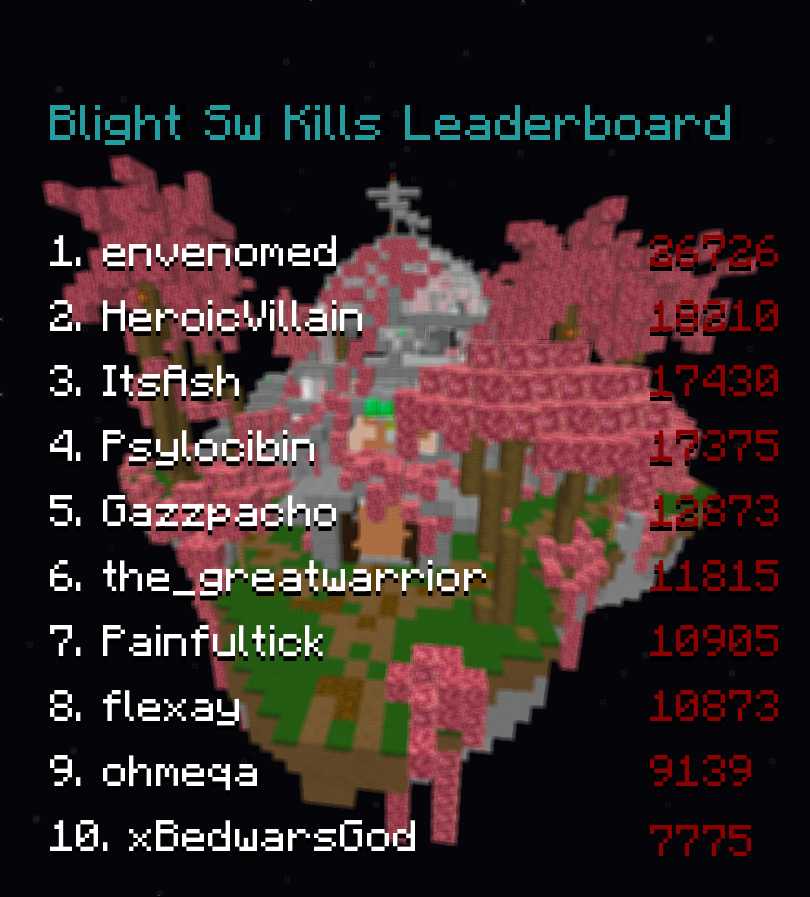 Blight Sw Kills Leaderboard
1. envenomed 26726
2. HeroicVillain 18210
3. ItsAsh 17430
4. Psylocibin 17375
5. Gazzpacho 12873
6. the_greatwarrior 11815
7. Painfultick 10905
8. flexay 10873
9. ohmeqa 9139
10. xBedwarsGod 7775